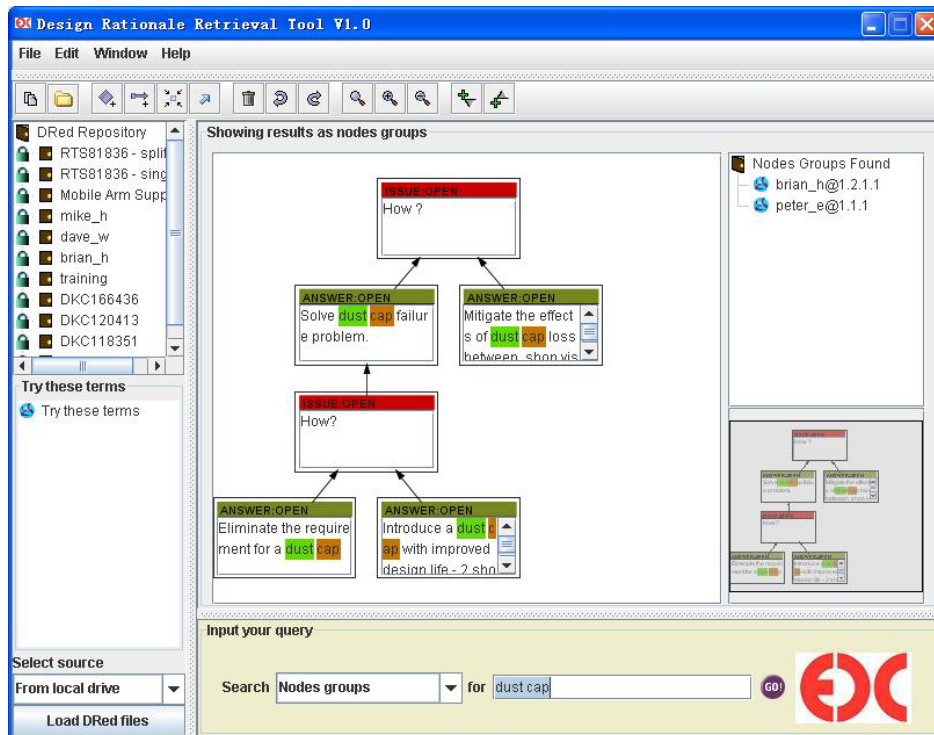 Design Rationale Retrieval Tool V1.0
File Edit Window Help
DRed Repository
RTS81836 - split
RTS81836 - sing
Mobile Arm Supp
mike_h
dave_w
brian_h
training
DKC166436
DKC120413
DKC118351
Try these terms
Try these terms
Select source
From local drive
Load DRed files
Showing results as nodes groups
ISSUE:OPEN
How ?
ANSWER:OPEN
Solve dust cap failur
e problem.
ANSWER:OPEN
Mitigate the effect
s of dust cap loss
between shop vis
ISSUE:OPEN
How?
ANSWER:OPEN
Eliminate the require
ment for a dust cap
ANSWER:OPEN
Introduce a dust c
ap with improved
design life - 2 sho
Nodes Groups Found
brian_h@1.2.1.1
peter_e@1.1.1
Input your query
Search Nodes groups for dust cap GO!
EDC